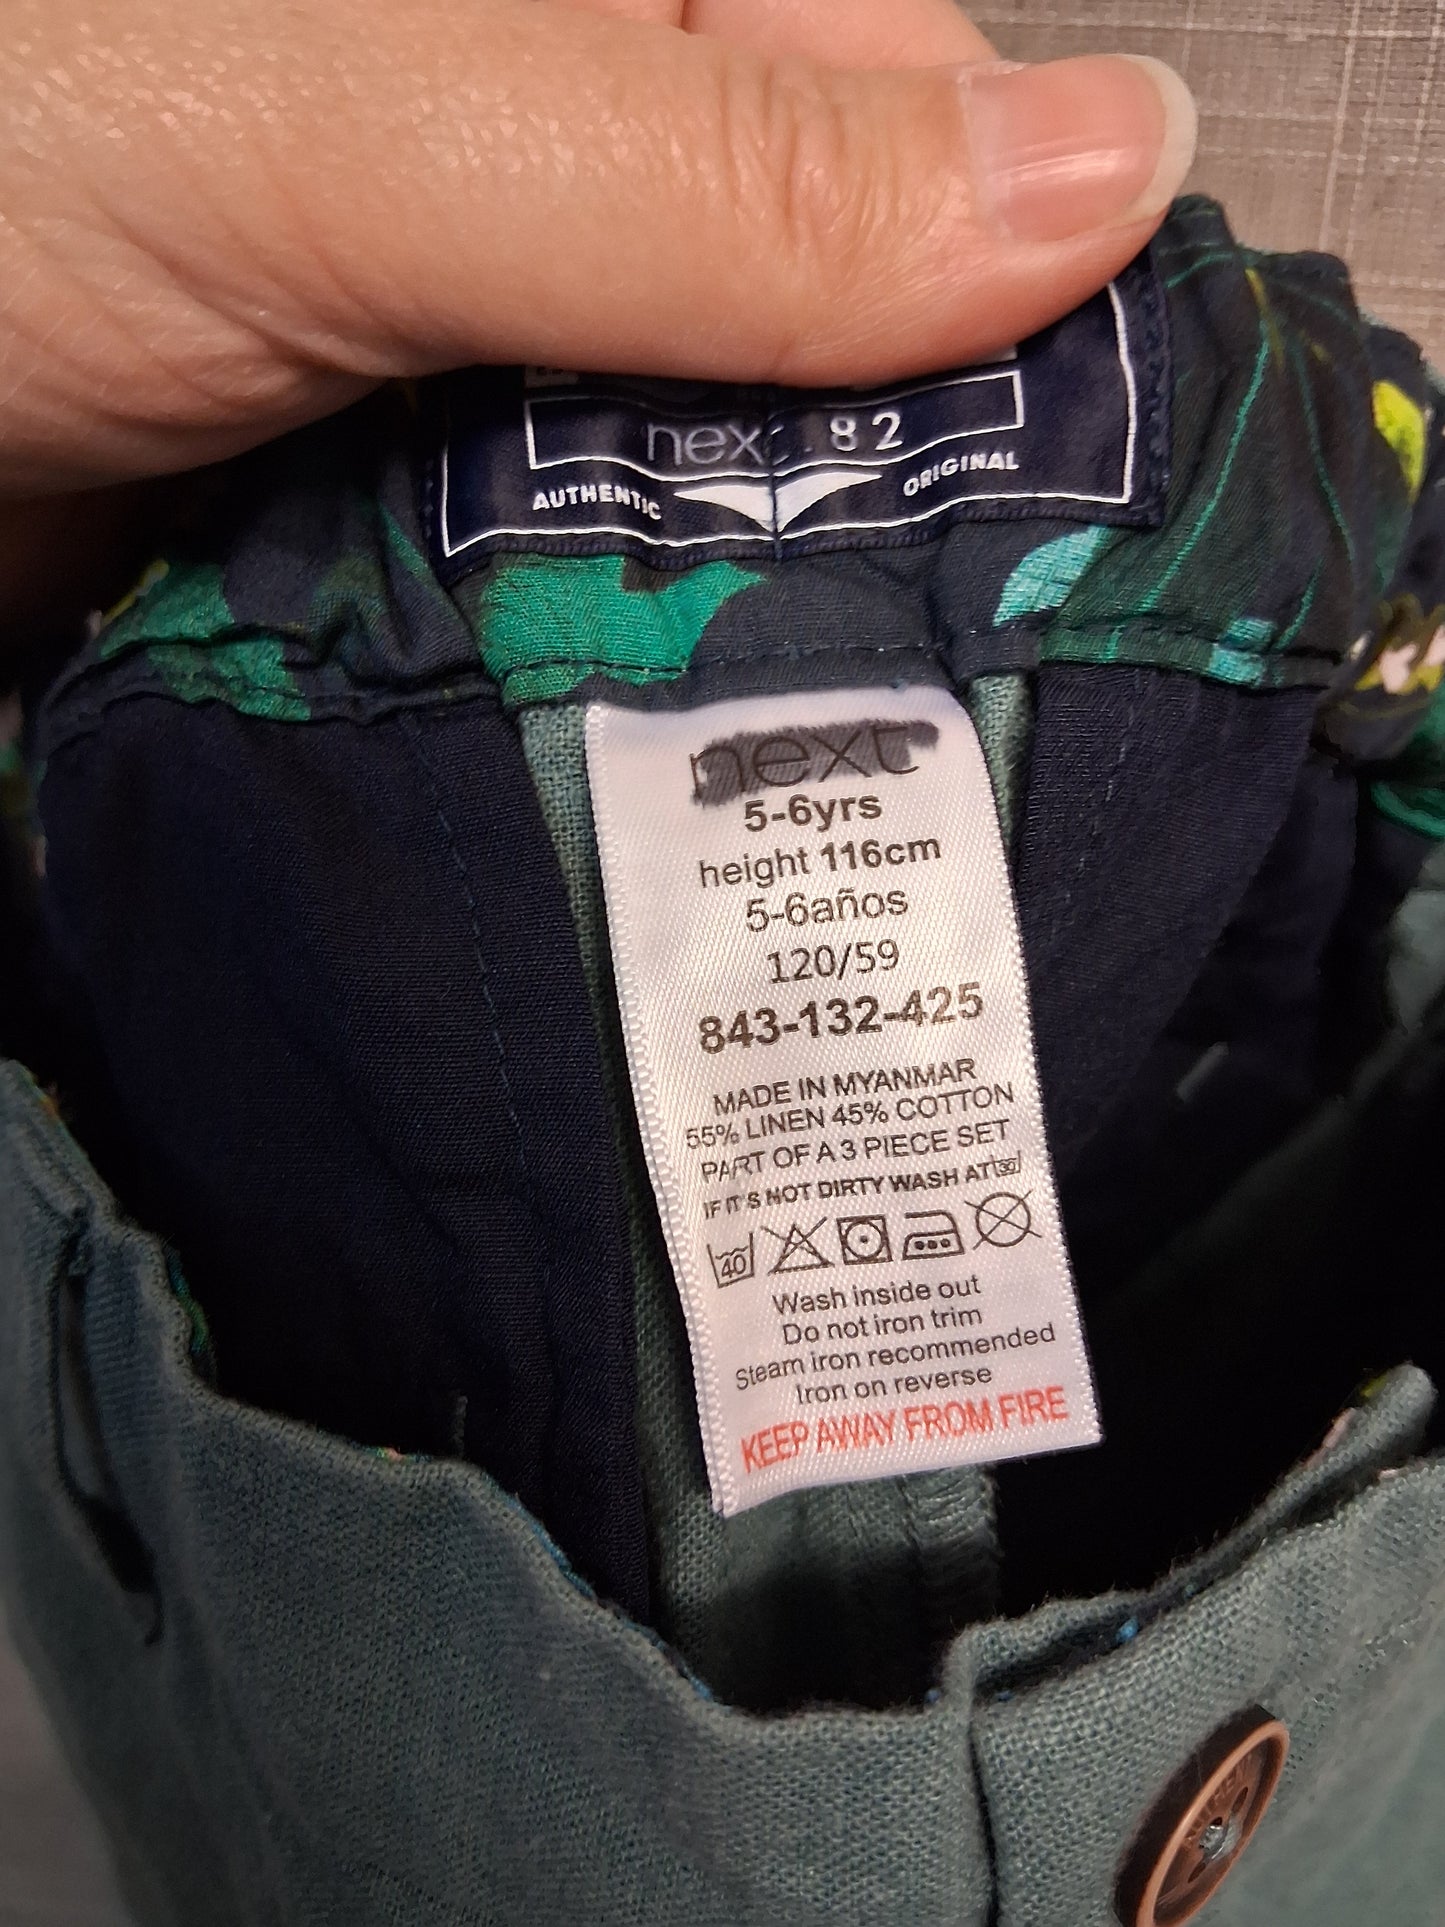 next.82
AUTHENTIC ORIGINAL
next
5-6yrs
height 116cm
5-6años
120/59
843-132-425
MADE IN MYANMAR
55% LINEN 45% COTTON
PART OF A 3 PIECE SET
IF IT'S NOT DIRTY WASH AT 30
40
Wash inside out
Do not iron trim
Steam iron recommended
Iron on reverse
KEEP AWAY FROM FIRE